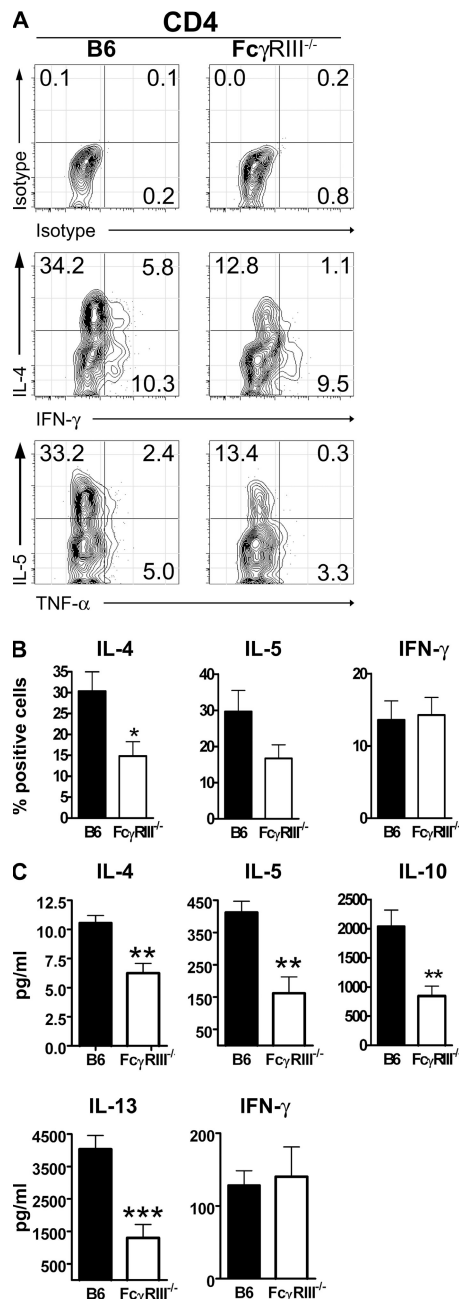 A
CD4
B6 FcγRIII-/-
0.1 0.1 0.0 0.2
Isotype
0.2 0.8
Isotype
34.2 5.8 12.8 1.1
IL-4
10.3 9.5
IFN-γ
33.2 2.4 13.4 0.3
IL-5
5.0 3.3
TNF-α
B
IL-4 IL-5 IFN-γ
% positive cells
35 30 25 20 15 10 5 0
*
B6 FcγRIII-/-
40 30 20 10 0
B6 FcγRIII-/-
20 10 0
B6 FcγRIII-/-
C
IL-4 IL-5 IL-10
pg/ml
12.5 10.0 7.5 5.0 2.5 0.0
**
B6 FcγRIII-/-
450 350 250 150 50
**
B6 FcγRIII-/-
2500 2000 1500 1000 500 0
**
B6 FcγRIII-/-
IL-13 IFN-γ
pg/ml
4500 3500 2500 1500 500
***
B6 FcγRIII-/-
200 100 0
B6 FcγRIII-/-